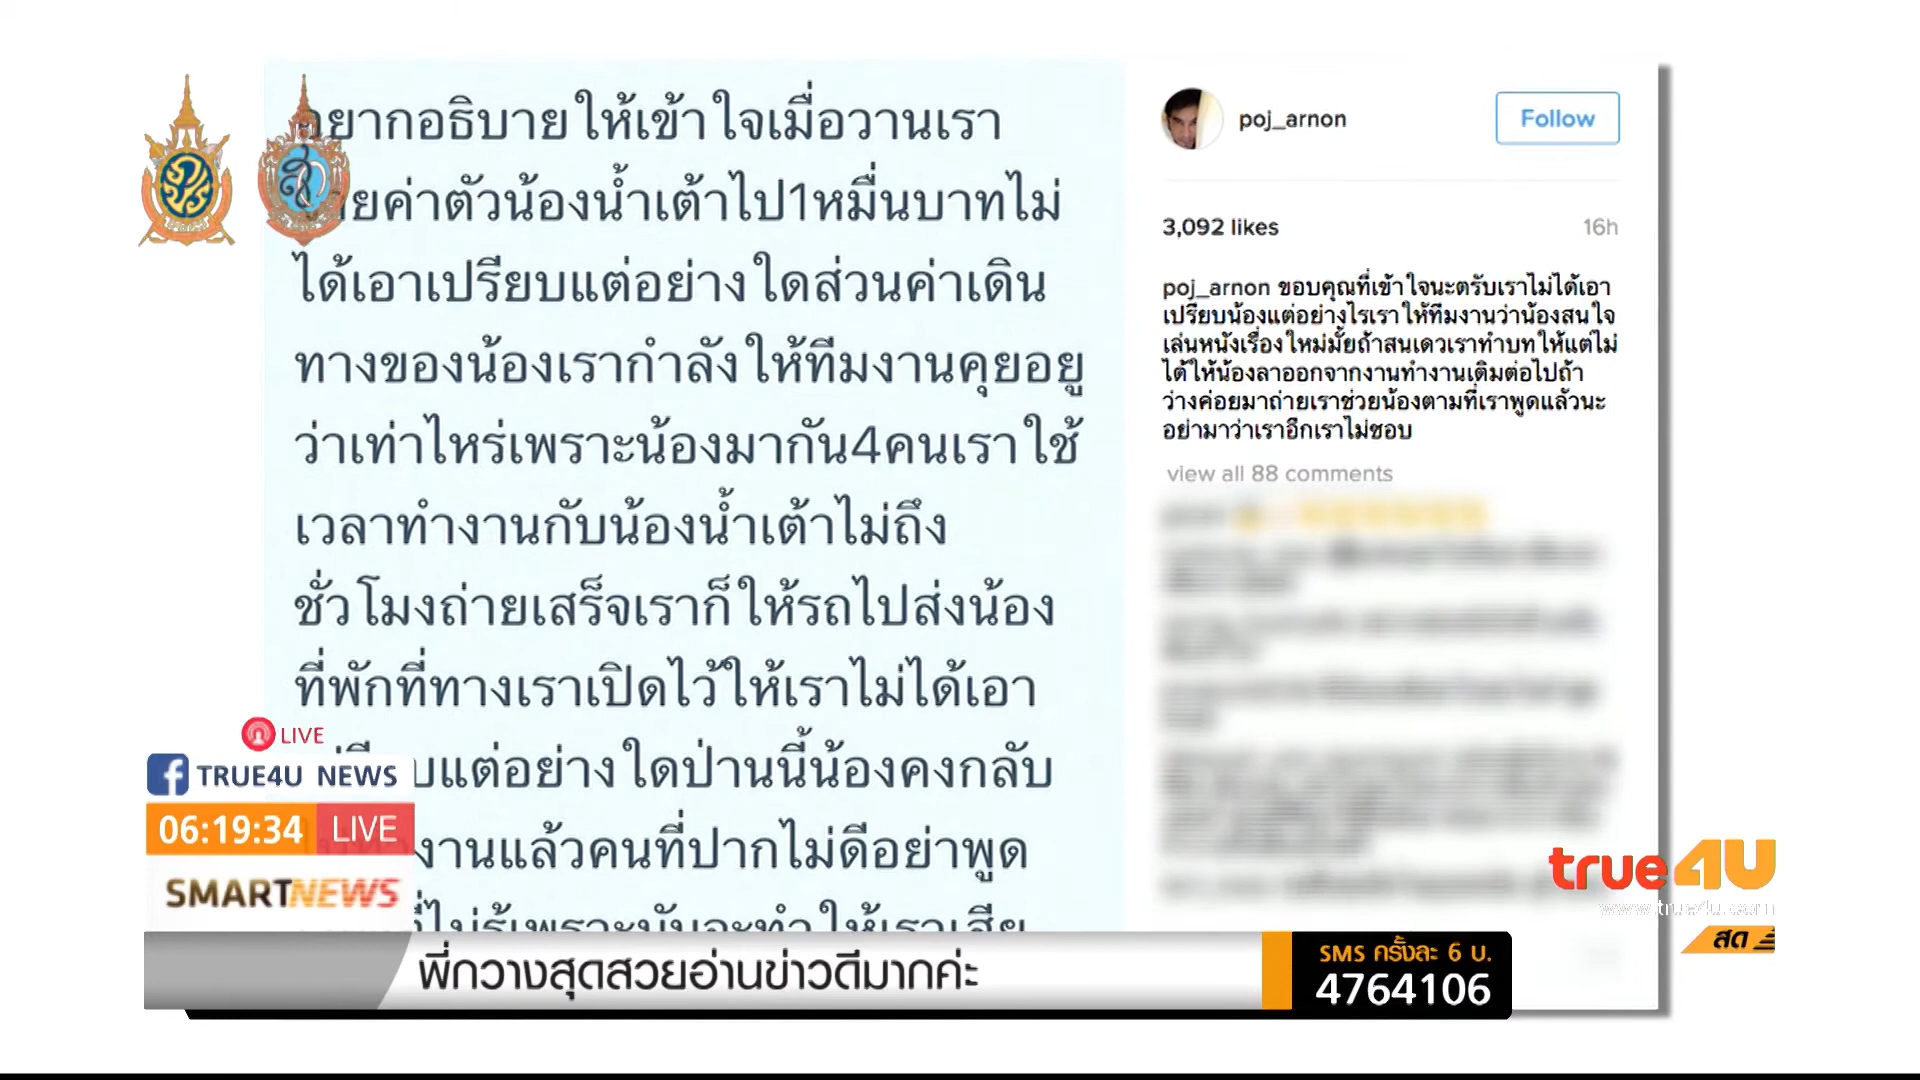 อยากอธิบายให้เข้าใจเมื่อวานเรา
ค่าตัวน้องน้ำเต้าไป1หมื่นบาทไม่
ได้เอาเปรียบแต่อย่างใดส่วนค่าเดิน
ทางของน้องเรากำลังให้ทีมงานคุยอยู่
ว่าเท่าไหร่เพราะน้องมากัน4คนเราใช้
เวลาทำงานกับน้องน้ำเต้าไม่ถึง
ชั่วโมงถ่ายเสร็จเราก็ให้รถไปส่งน้อง
ที่พักที่ทางเราเปิดไว้ให้เราไม่ได้เอา
แต่อย่างใดป่านนี้น้องคงกลับ
งานแล้วคนที่ปากไม่ดีอย่าพูด
poj_arnon
Follow
3,092 likes
16h
poj_arnon ขอบคุณที่เข้าใจนะตรับเราไม่ได้เอา
เปรียบน้องแต่อย่างไรเราให้ทีมงานว่าน้องสนใจ
เล่นหนังเรื่องใหม่มั้ยถ้าสนเดวเราทำบทให้แต่ไม่
ได้ให้น้องลาออกจากงานทำงานเดิมต่อไปถ้า
ว่างค่อยมาถ่ายเราช่วยน้องตามที่เราพูดแล้วนะ
อย่ามาว่าเราอีกเราไม่ชอบ
view all 88 comments
LIVE
TRUE4U NEWS
06:19:34 LIVE
SMARTNEWS
true4U
www.true4u.com
สด
พี่กวางสุดสวยอ่านข่าวดีมากค่ะ
SMS ครั้งละ 6 บ.
4764106